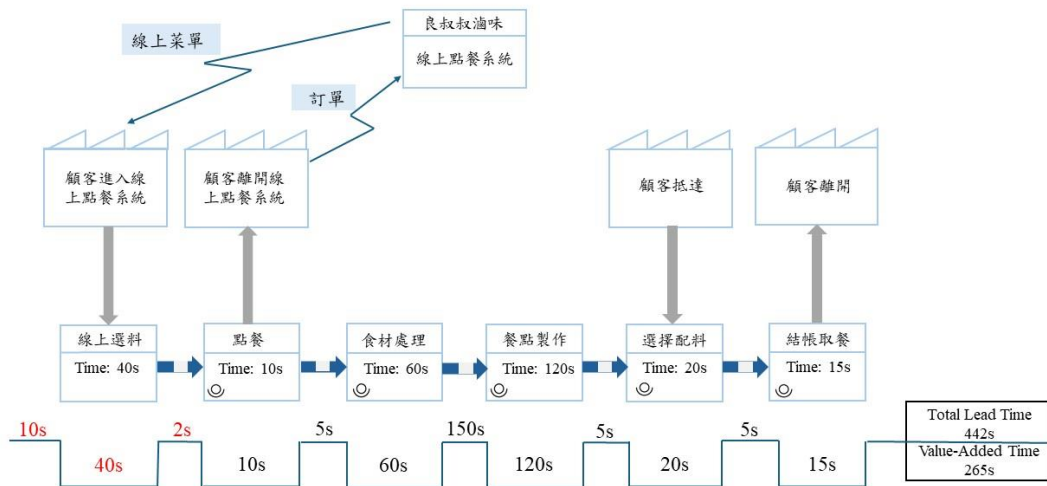 良叔叔滷味
線上點餐系統
線上菜單
訂單
顧客進入線
上點餐系統
顧客離開線
上點餐系統
顧客抵達
顧客離開
線上選料
Time: 40s
點餐
Time: 10s
食材處理
Time: 60s
餐點製作
Time: 120s
選擇配料
Time: 20s
結帳取餐
Time: 15s
10s
2s
5s
150s
5s
5s
40s
10s
60s
120s
20s
15s
Total Lead Time
442s
Value-Added Time
265s